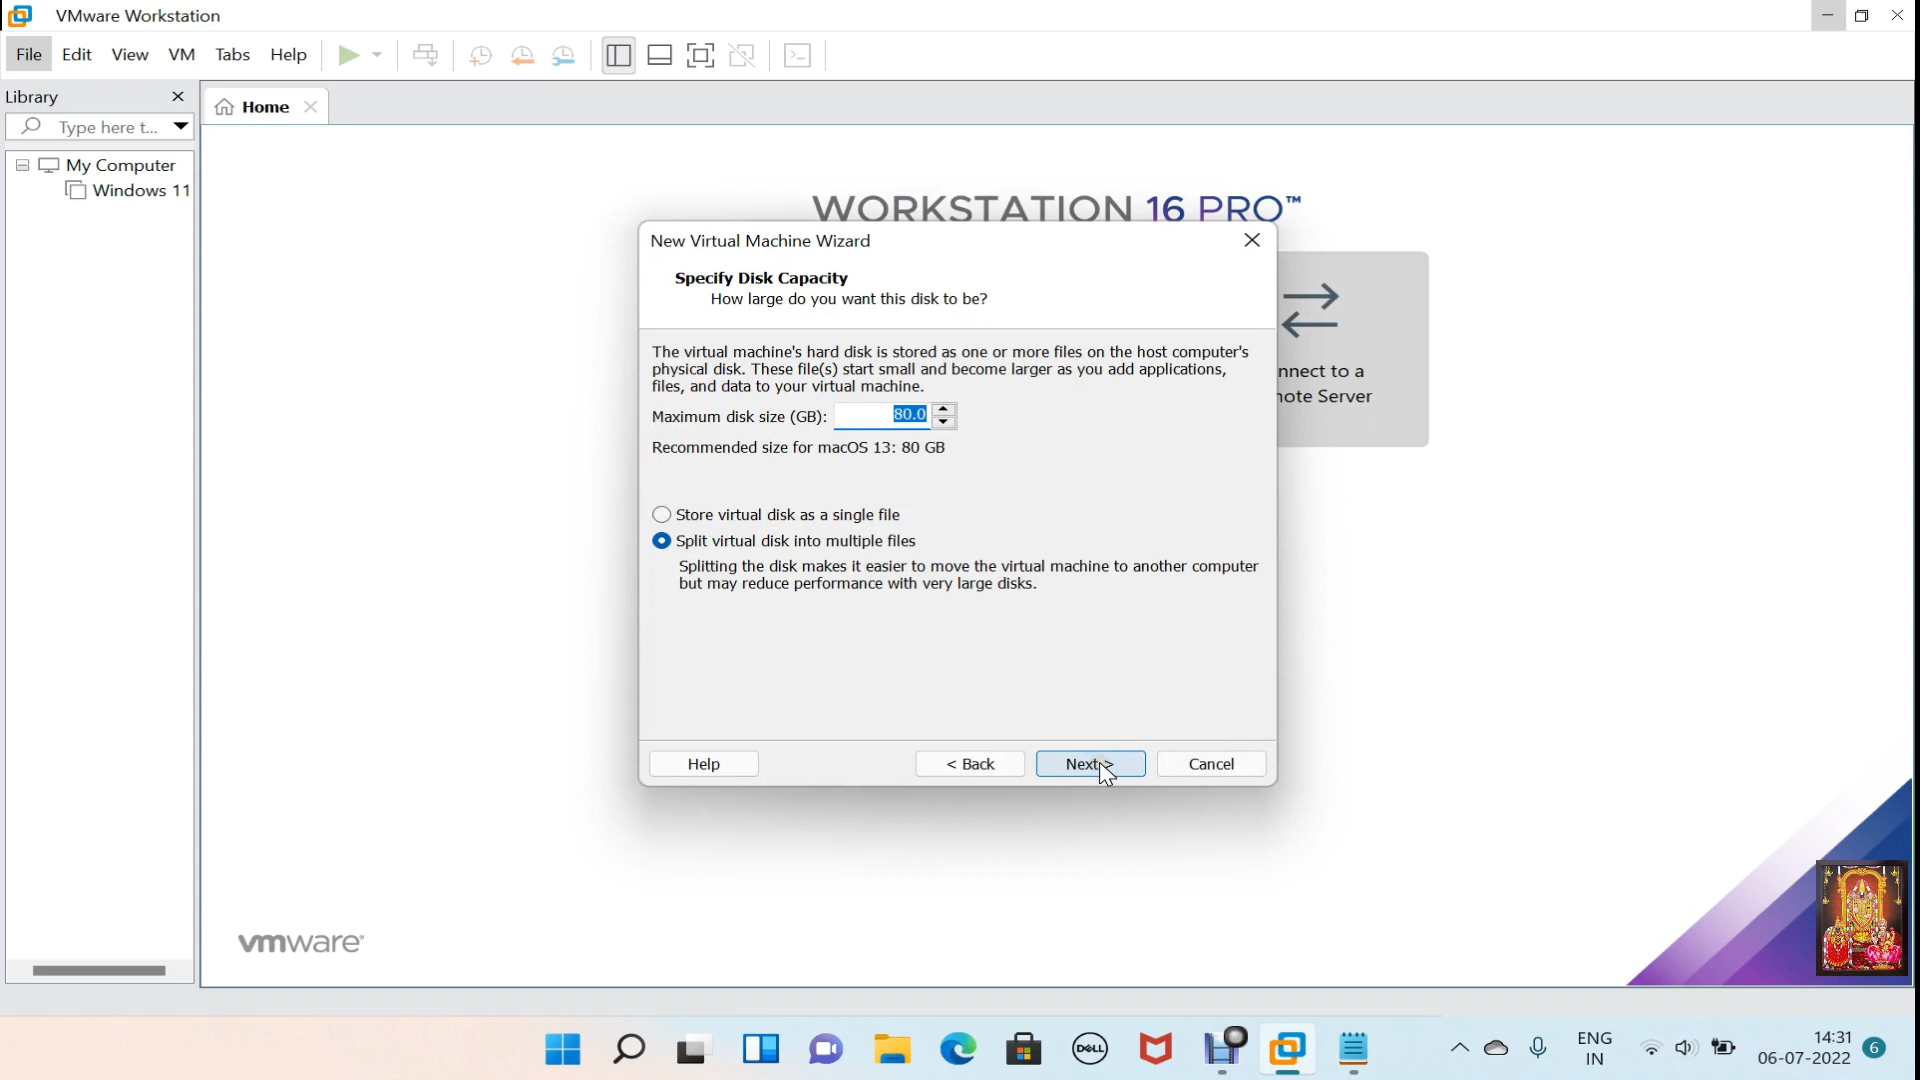 VMware Workstation
File Edit View VM Tabs Help
Library
Type here t...
Home
My Computer
Windows 11
WORKSTATION 16 PRO™
New Virtual Machine Wizard
Specify Disk Capacity
How large do you want this disk to be?
The virtual machine's hard disk is stored as one or more files on the host computer's
physical disk. These file(s) start small and become larger as you add applications,
files, and data to your virtual machine.
Maximum disk size (GB): 80.0
Recommended size for macOS 13: 80 GB
Store virtual disk as a single file
Split virtual disk into multiple files
Splitting the disk makes it easier to move the virtual machine to another computer
but may reduce performance with very large disks.
Help < Back Next > Cancel
nnect to a
note Server
vmware®
DELL
ENG
IN
14:31
06-07-2022
6